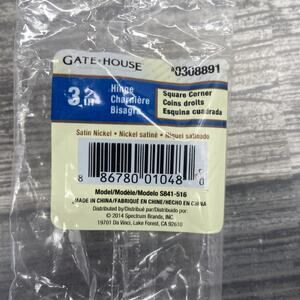 GATE·HOUSE
#0308891
3 in
Hinge
Charnière
Bisagra
Square Corner
Coins droits
Esquina cuadrada
Satin Nickel • Nickel satiné • Níquel satinado
8 86780 01048
Model/Modèle/Modelo S841-516
MADE IN CHINA/FABRIQUÉ EN CHINE/HECHO EN CHINA
Distributed by/Distribué par/Distribuido por:
© 2014 Spectrum Brands, INC
19701 Da Vinci, Lake Forest, CA 92610